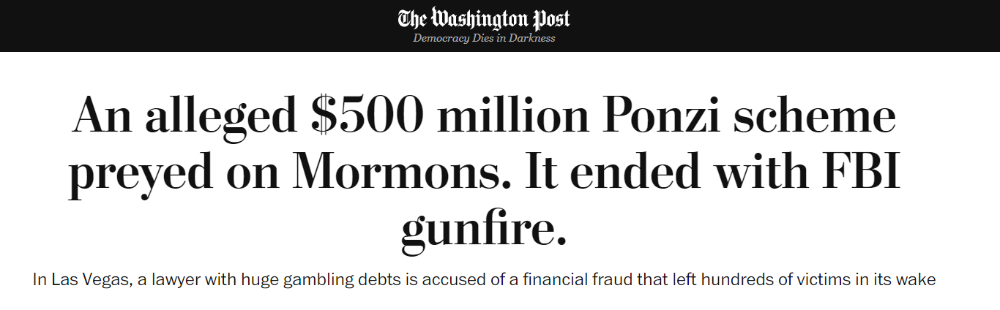 The Washington Post
Democracy Dies in Darkness
An alleged $500 million Ponzi scheme
preyed on Mormons. It ended with FBI
gunfire.
In Las Vegas, a lawyer with huge gambling debts is accused of a financial fraud that left hundreds of victims in its wake